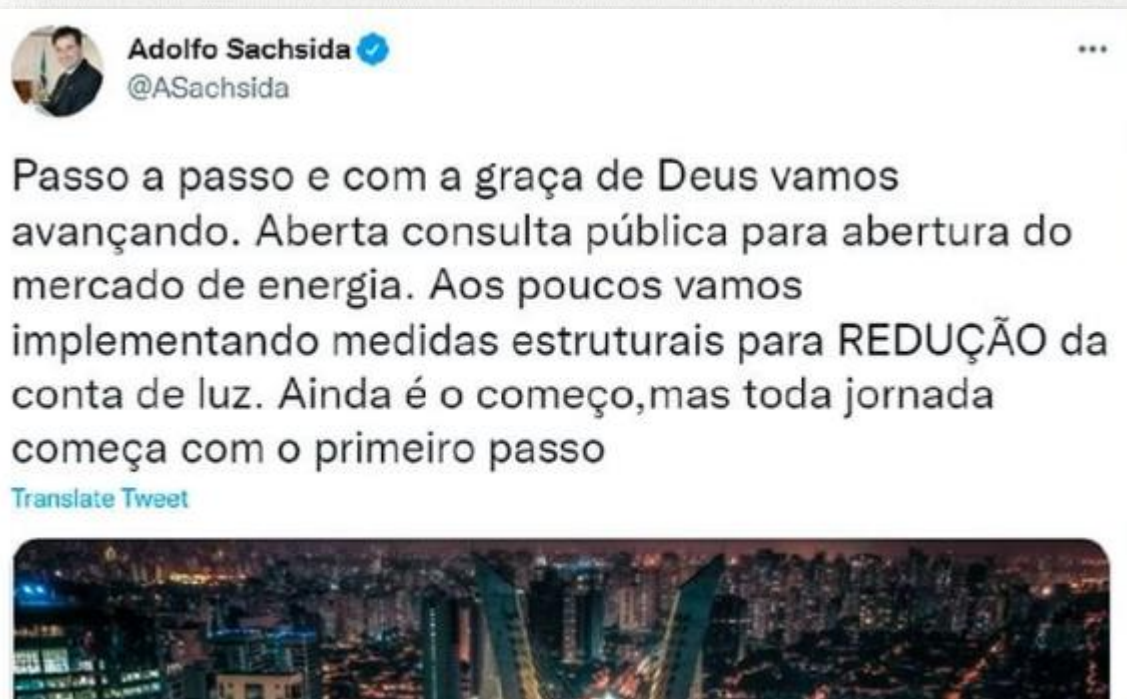 Adolfo Sachsida
@ASachsida
Passo a passo e com a graça de Deus vamos
avançando. Aberta consulta pública para abertura do
mercado de energia. Aos poucos vamos
implementando medidas estruturais para REDUÇÃO da
conta de luz. Ainda é o começo,mas toda jornada
começa com o primeiro passo
Translate Tweet